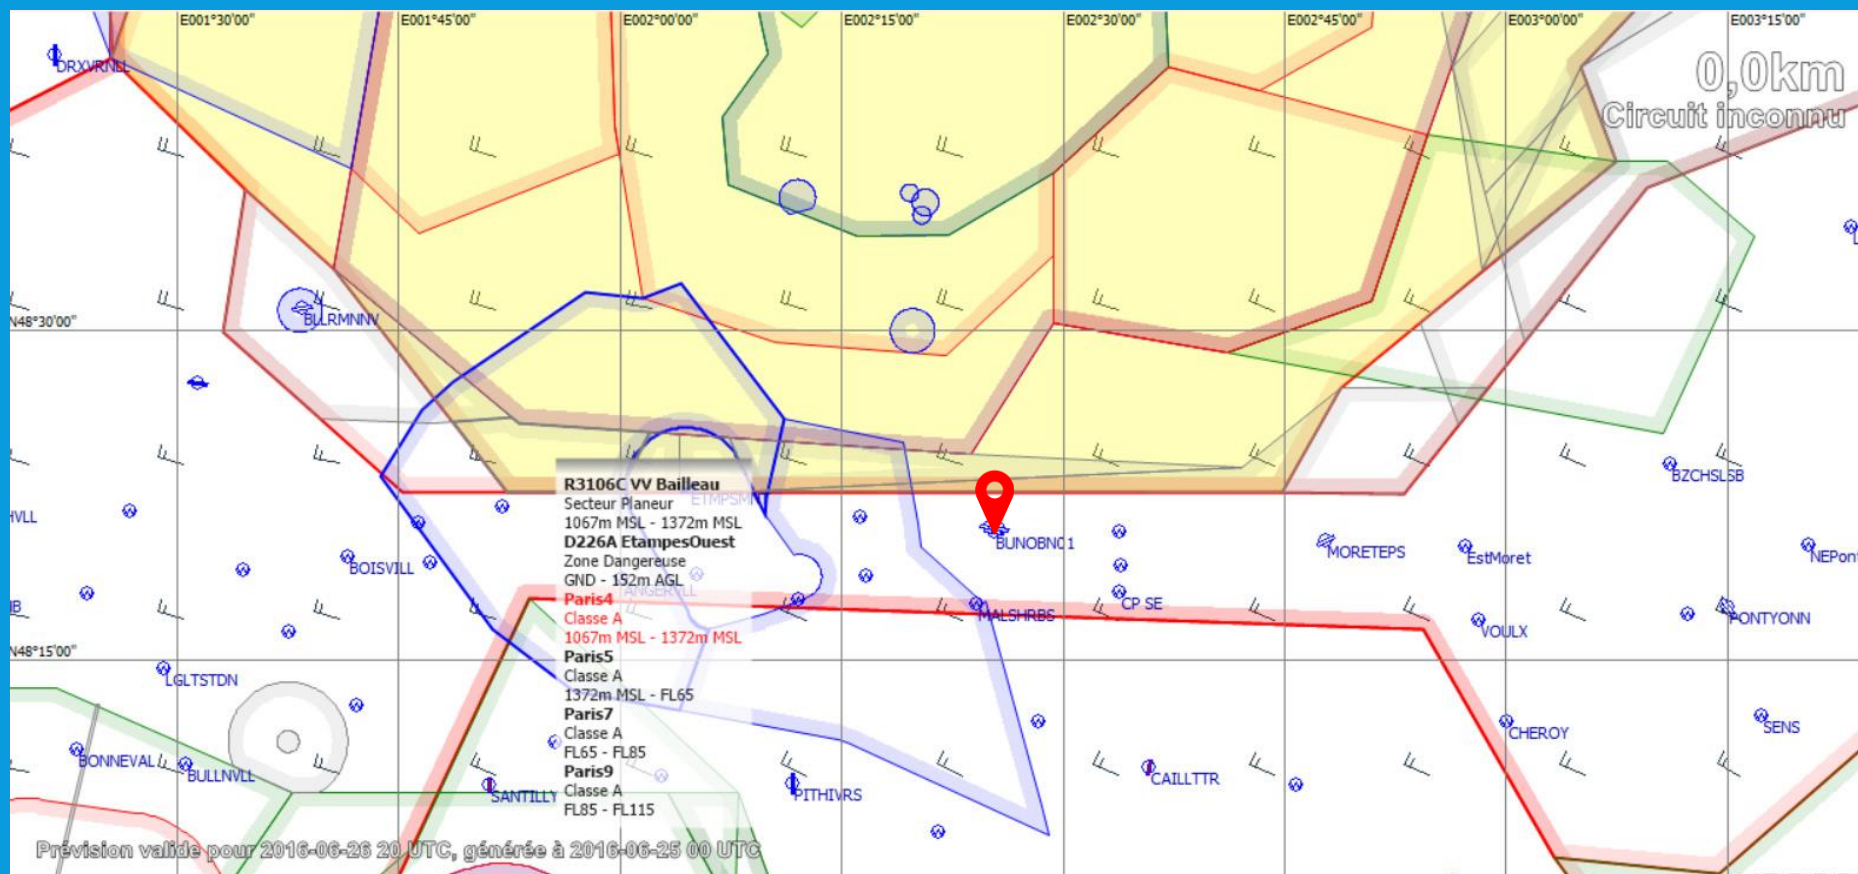 E001°30'00"
E001°45'00"
E002°00'00"
E002°15'00"
E002°30'00"
E002°45'00"
E003°00'00"
E003°15'00"
DRXVRNLL
0,0km
Circuit inconnu
N48°30'00"
BLLRMNNV
BZCHSLSB
R3106C VV Bailleau
Secteur Planeur
1067m MSL - 1372m MSL
D226A EtampesOuest
Zone Dangereuse
GND - 152m AGL
Paris4
Classe A
1067m MSL - 1372m MSL
Paris5
Classe A
1372m MSL - FL65
Paris7
Classe A
FL65 - FL85
Paris9
Classe A
FL85 - FL115
HVLL
BUNOBN01
MORETEPS
EstMoret
NEPon
BOISVILL
CP SE
MALSHRBS
PONTYONN
VOULX
N48°15'00"
LGLTSTDN
CHEROY
SENS
BONNEVAL
BULLNVLL
SANTILLY
PITHIVRS
CAILLTTR
Prévision valide pour 2016-06-26 20 UTC, générée à 2016-06-25 00 UTC